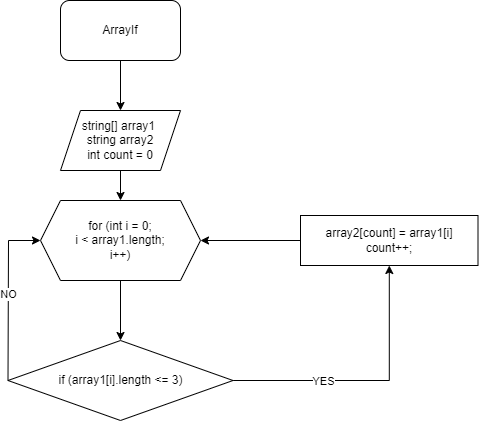 ArrayIf
string[] array1
string array2
int count = 0
for (int i = 0;
i < array1.length;
i++)
array2[count] = array1[i]
count++;
NO
if (array1[i].length <= 3)
YES